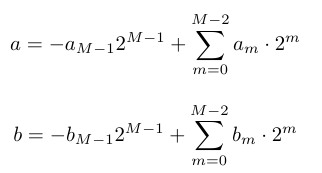 a = -a_{M-1}2^{M-1} + \sum_{m=0}^{M-2} a_m \cdot 2^m
b = -b_{M-1}2^{M-1} + \sum_{m=0}^{M-2} b_m \cdot 2^m